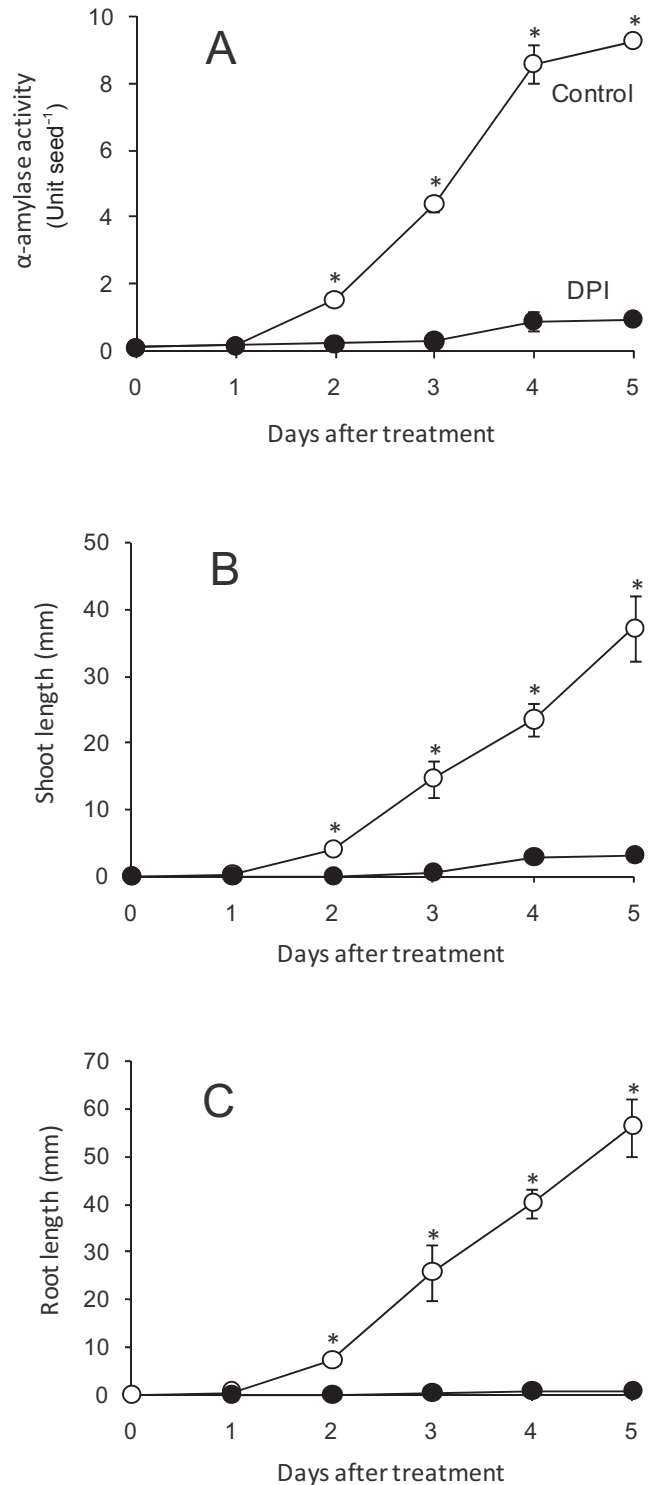 A
α-amylase activity
(Unit seed⁻¹)
10
8
6
4
2
0
*
*
*
*
Control
DPI
0 1 2 3 4 5
Days after treatment
B
Shoot length (mm)
50
40
30
20
10
0
*
*
*
*
0 1 2 3 4 5
Days after treatment
C
Root length (mm)
70
60
50
40
30
20
10
0
*
*
*
*
0 1 2 3 4 5
Days after treatment